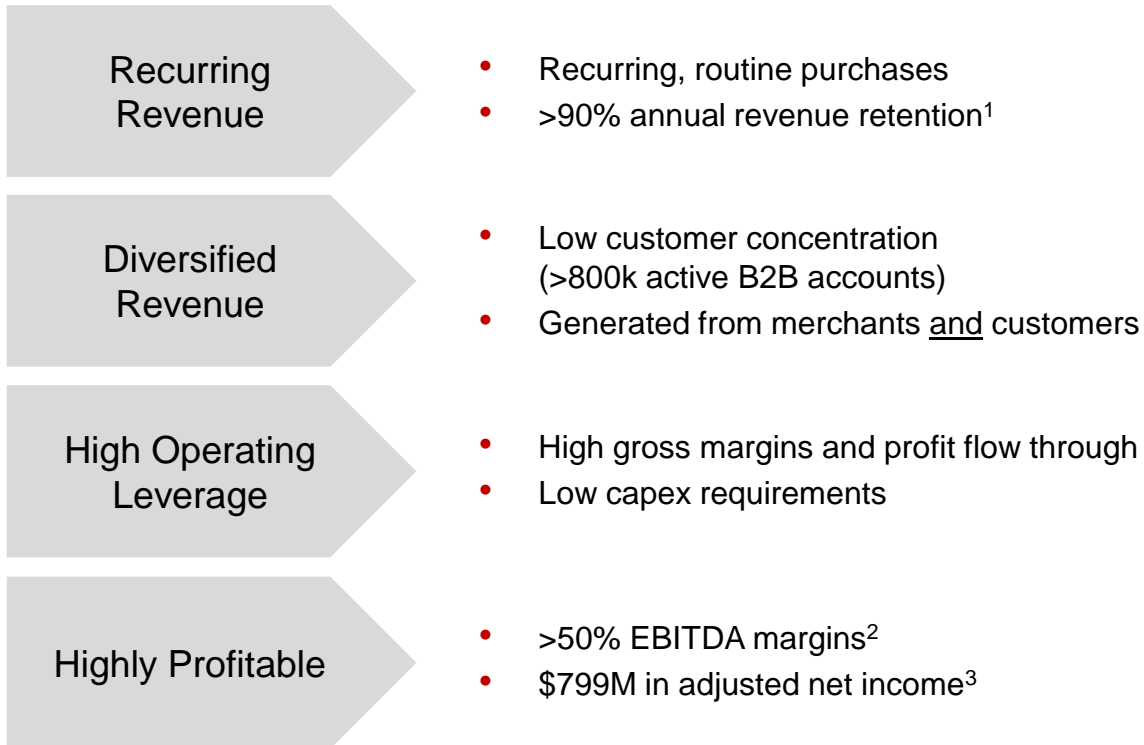 Recurring
Revenue
• Recurring, routine purchases
• >90% annual revenue retention¹
Diversified
Revenue
• Low customer concentration
(>800k active B2B accounts)
• Generated from merchants and customers
High Operating
Leverage
• High gross margins and profit flow through
• Low capex requirements
Highly Profitable
• >50% EBITDA margins²
• $799M in adjusted net income³